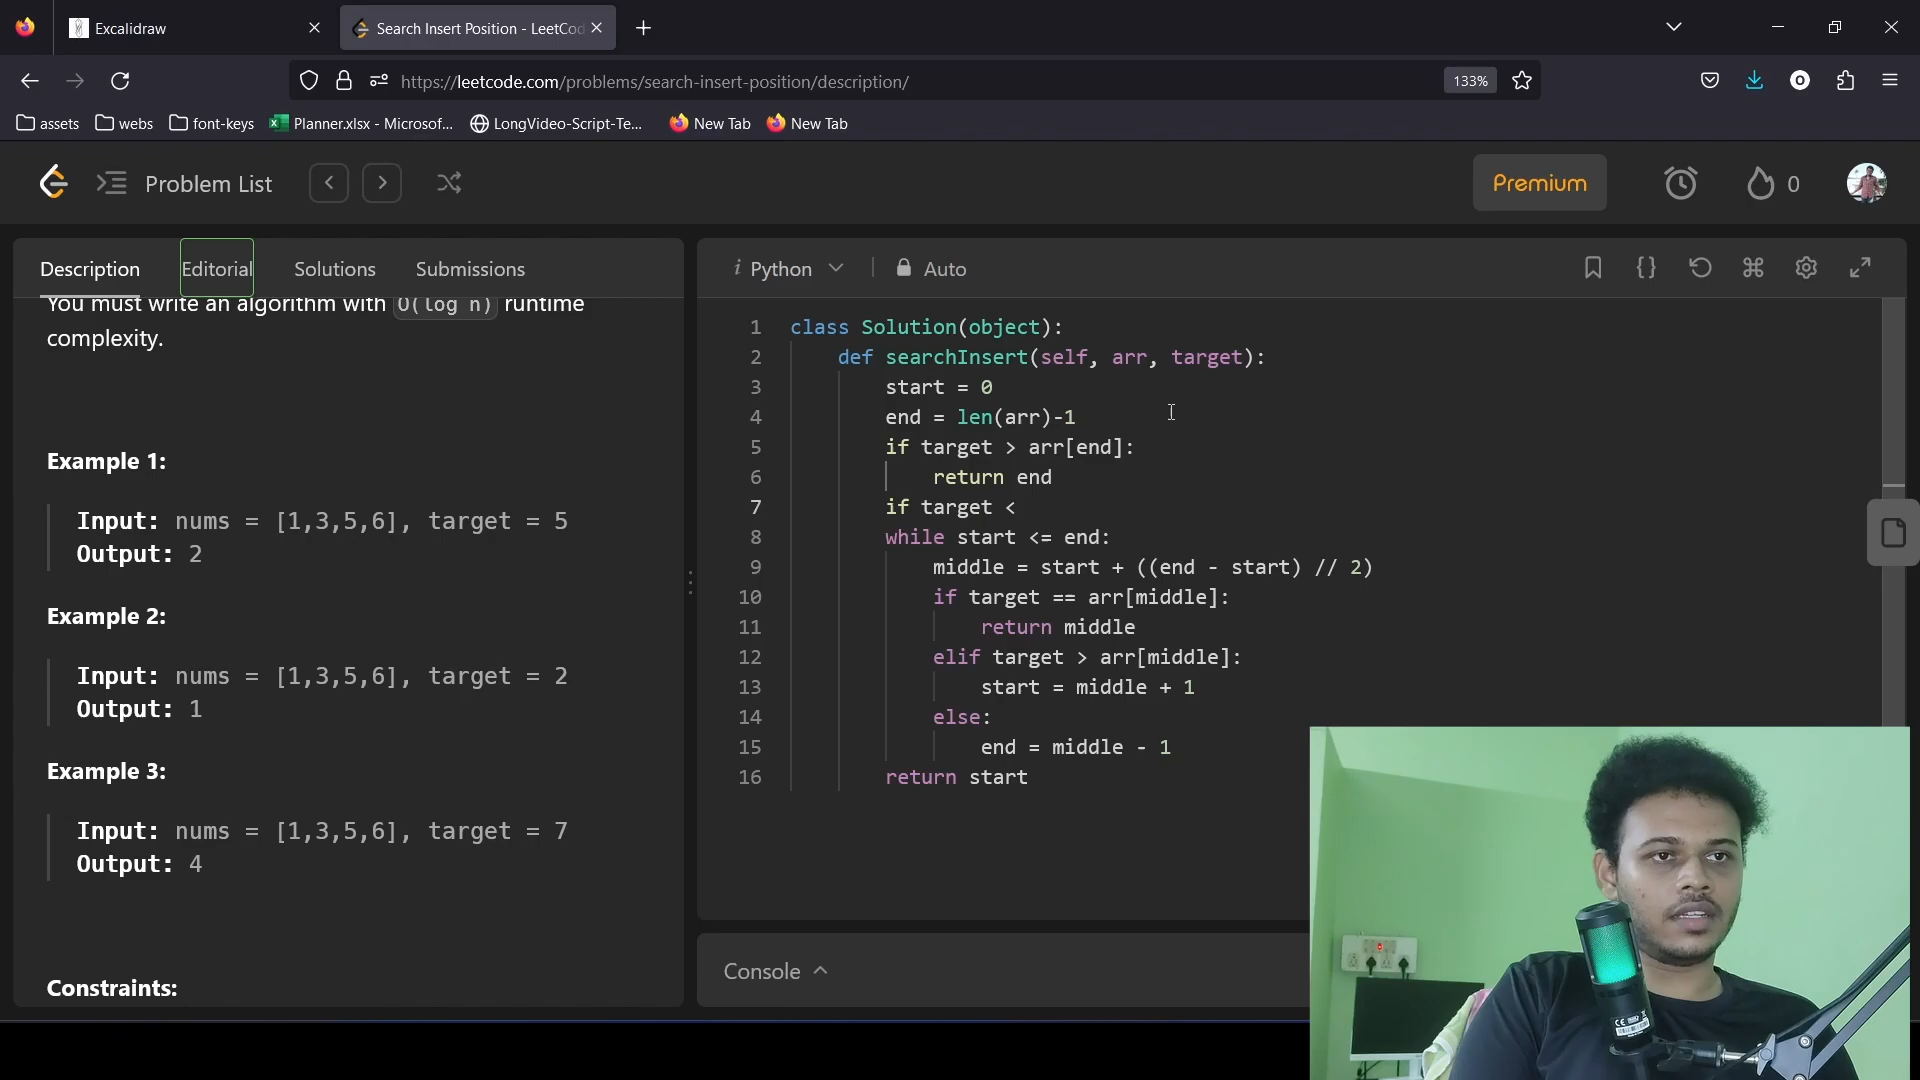 Excalidraw
Search Insert Position - LeetCod
https://leetcode.com/problems/search-insert-position/description/
133%
assets
webs
font-keys
Planner.xlsx - Microsof...
LongVideo-Script-Te...
New Tab
New Tab
Problem List
Premium
0
Description
Editorial
Solutions
Submissions
You must write an algorithm with O(log n) runtime
complexity.
Example 1:
Input: nums = [1,3,5,6], target = 5
Output: 2
Example 2:
Input: nums = [1,3,5,6], target = 2
Output: 1
Example 3:
Input: nums = [1,3,5,6], target = 7
Output: 4
Constraints:
i Python
Auto
1 class Solution(object):
2 def searchInsert(self, arr, target):
3 start = 0
4 end = len(arr)-1
5 if target > arr[end]:
6 return end
7 if target <
8 while start <= end:
9 middle = start + ((end - start) // 2)
10 if target == arr[middle]:
11 return middle
12 elif target > arr[middle]:
13 start = middle + 1
14 else:
15 end = middle - 1
16 return start
Console